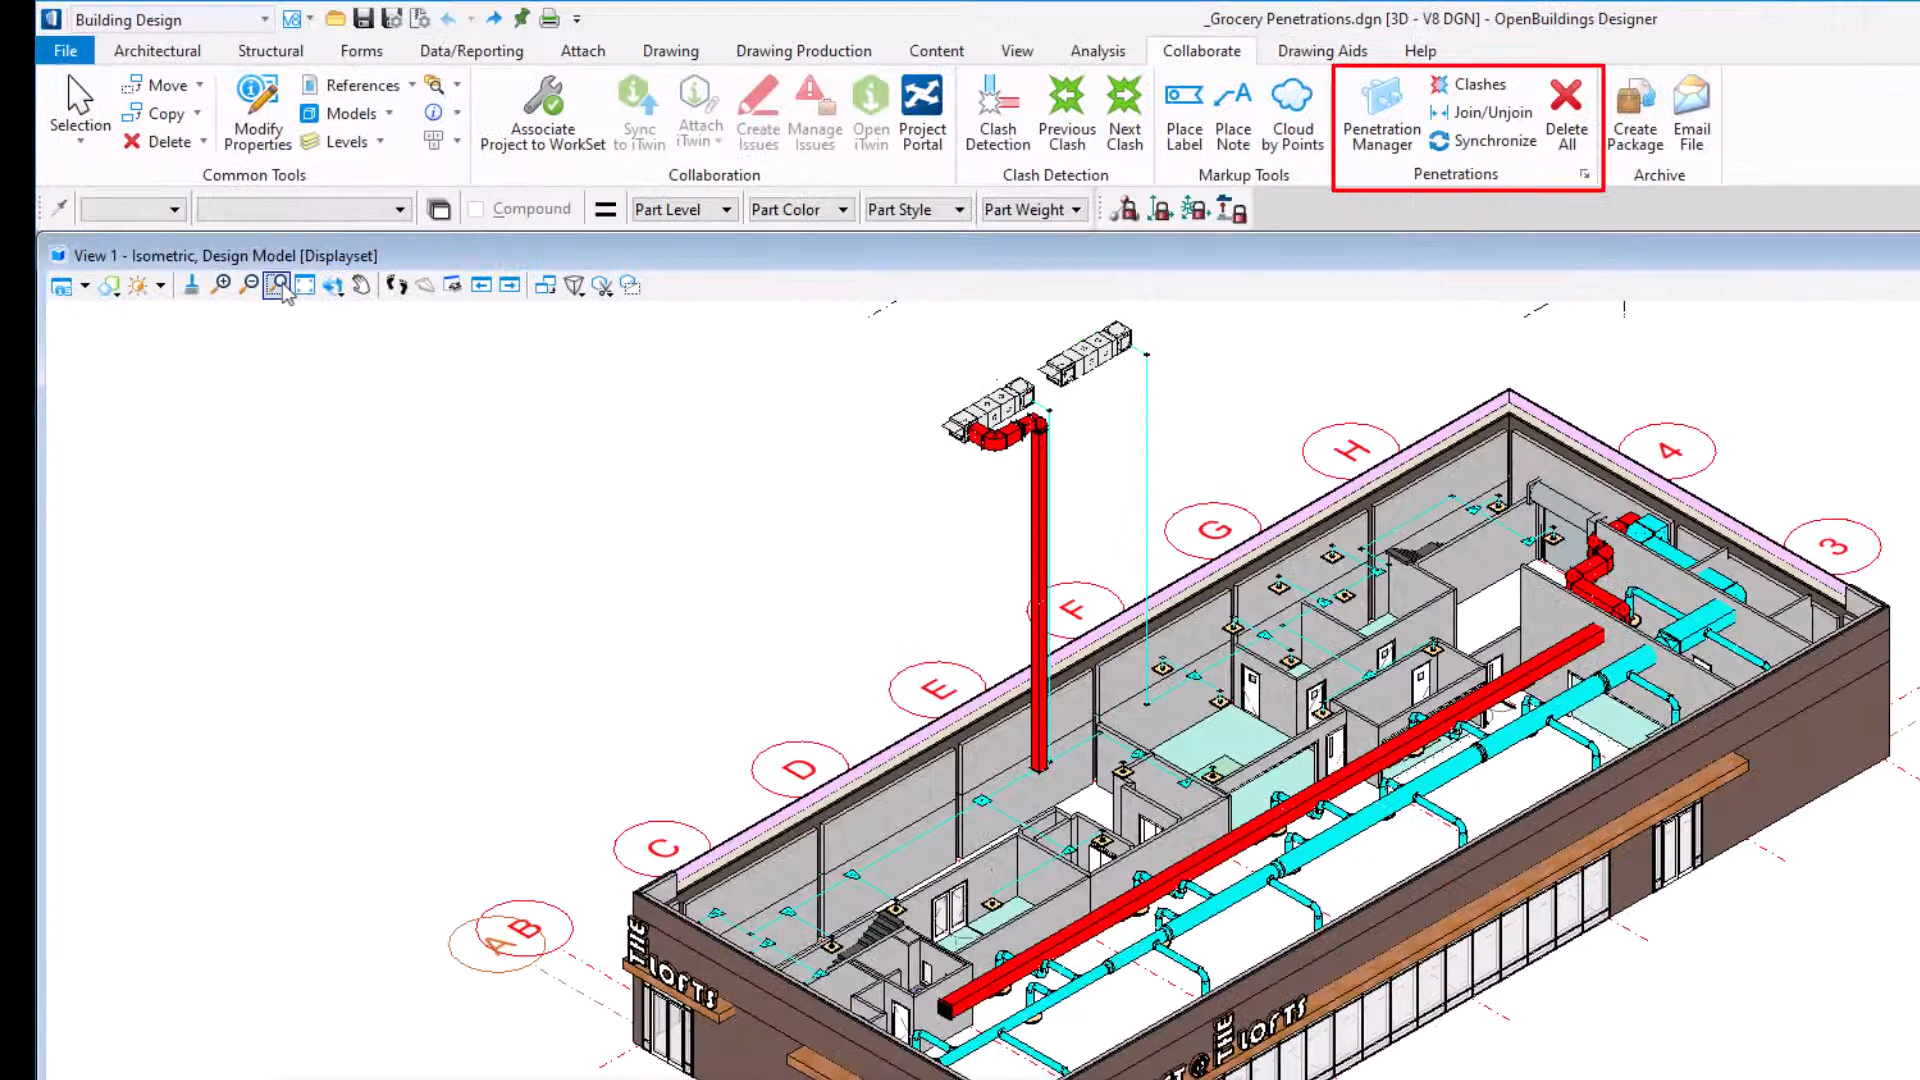 Building Design
_Grocery Penetrations.dgn [3D - V8 DGN] - OpenBuildings Designer
File Architectural Structural Forms Data/Reporting Attach Drawing Drawing Production Content View Analysis Collaborate Drawing Aids Help
Selection
Move
Copy
Delete
Modify
Properties
References
Models
Levels
Common Tools
Associate
Project to WorkSet
Sync
to iTwin
Attach
iTwin
Create
Issues
Manage
Issues
Open
iTwin
Project
Portal
Collaboration
Clash
Detection
Previous
Clash
Next
Clash
Clash Detection
Place
Label
Place
Note
Cloud
by Points
Markup Tools
Penetration
Manager
Clashes
Join/Unjoin
Synchronize
Delete
All
Penetrations
Create
Package
Email
File
Archive
Compound
Part Level Part Color Part Style Part Weight
View 1 - Isometric, Design Model [Displayset]
H
4
G
3
F
E
D
C
B
A
THE
LOFTS
THE
LOFTS
@